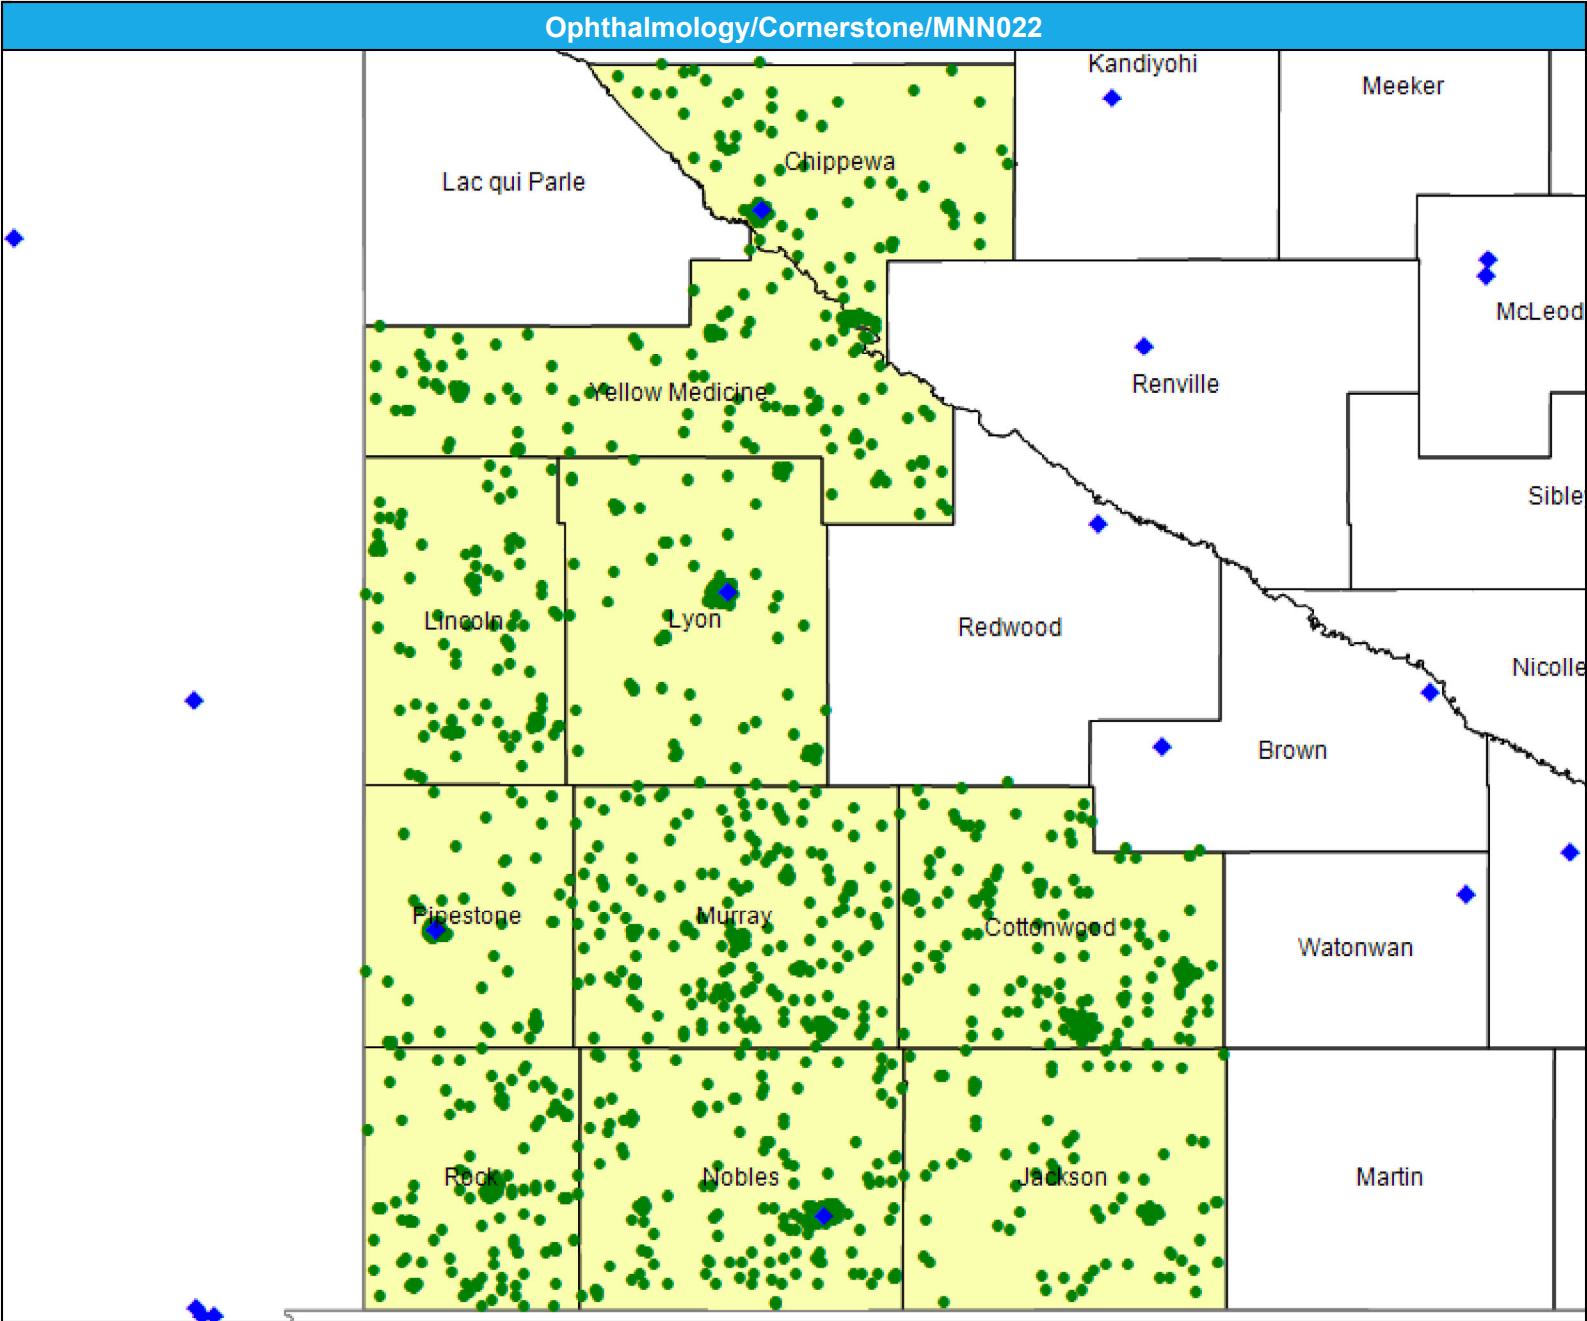 Ophthalmology/Cornerstone/MNN022
Kandiyohi
Meeker
Chippewa
Lac qui Parle
McLeod
Renville
Yellow Medicine
Sible
Lincoln
Lyon
Redwood
Nicolle
Brown
Pipestone
Murray
Cottonwood
Watonwan
Rock
Nobles
Jackson
Martin